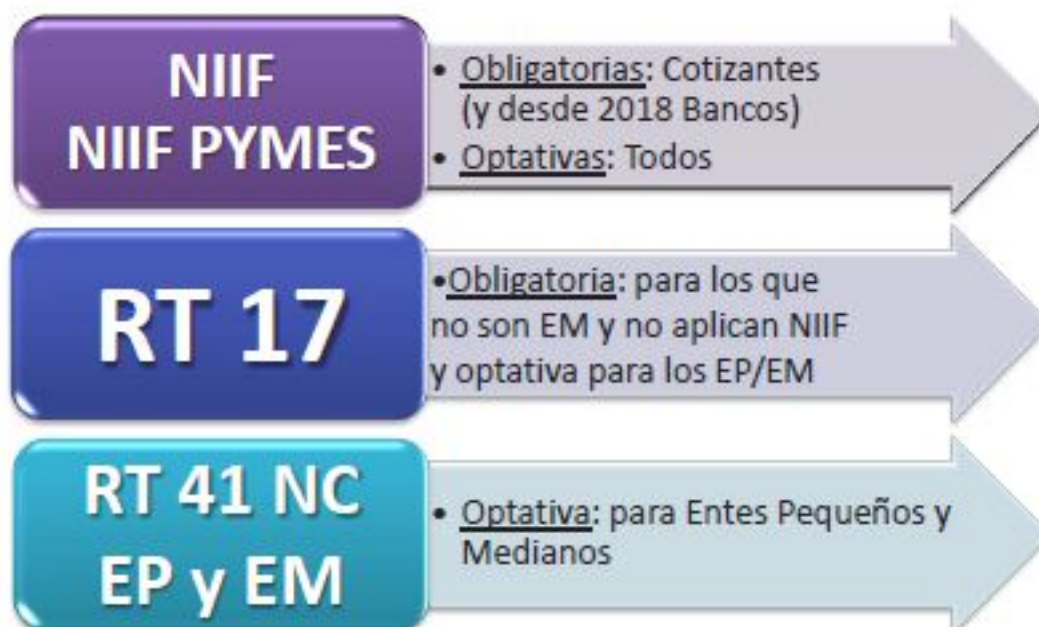 NIIF
NIIF PYMES
• Obligatorias: Cotizantes
(y desde 2018 Bancos)
• Optativas: Todos
RT 17
•Obligatoria: para los que
no son EM y no aplican NIIF
y optativa para los EP/EM
RT 41 NC
EP y EM
• Optativa: para Entes Pequeños y
Medianos